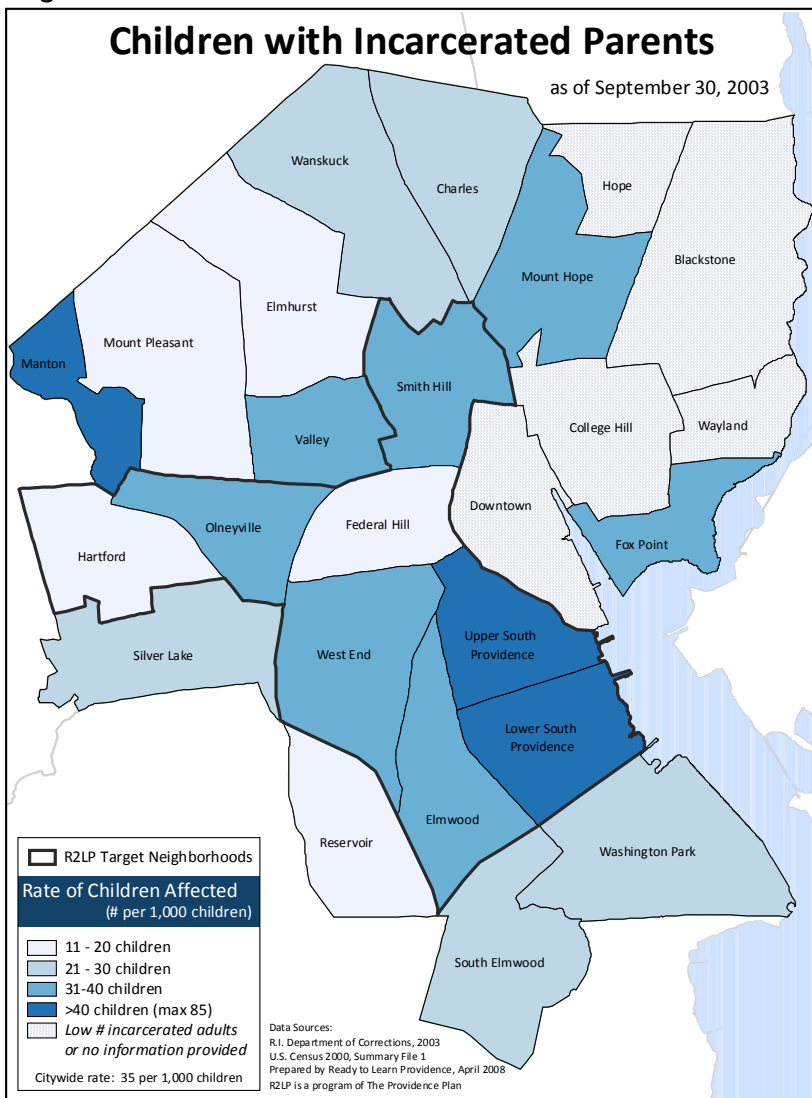 Children with Incarcerated Parents
as of September 30, 2003
Wanskuck
Charles
Hope
Blackstone
Mount Hope
Elmhurst
Mount Pleasant
Manton
Smith Hill
Valley
College Hill
Wayland
Downtown
Olneyville
Federal Hill
Fox Point
Hartford
Silver Lake
West End
Upper South
Providence
Lower South
Providence
Elmwood
Reservoir
Washington Park
South Elmwood
R2LP Target Neighborhoods
Rate of Children Affected
(# per 1,000 children)
11 - 20 children
21 - 30 children
31-40 children
>40 children (max 85)
Low # incarcerated adults
or no information provided
Citywide rate: 35 per 1,000 children
Data Sources:
R.I. Department of Corrections, 2003
U.S. Census 2000, Summary File 1
Prepared by Ready to Learn Providence, April 2008
R2LP is a program of The Providence Plan